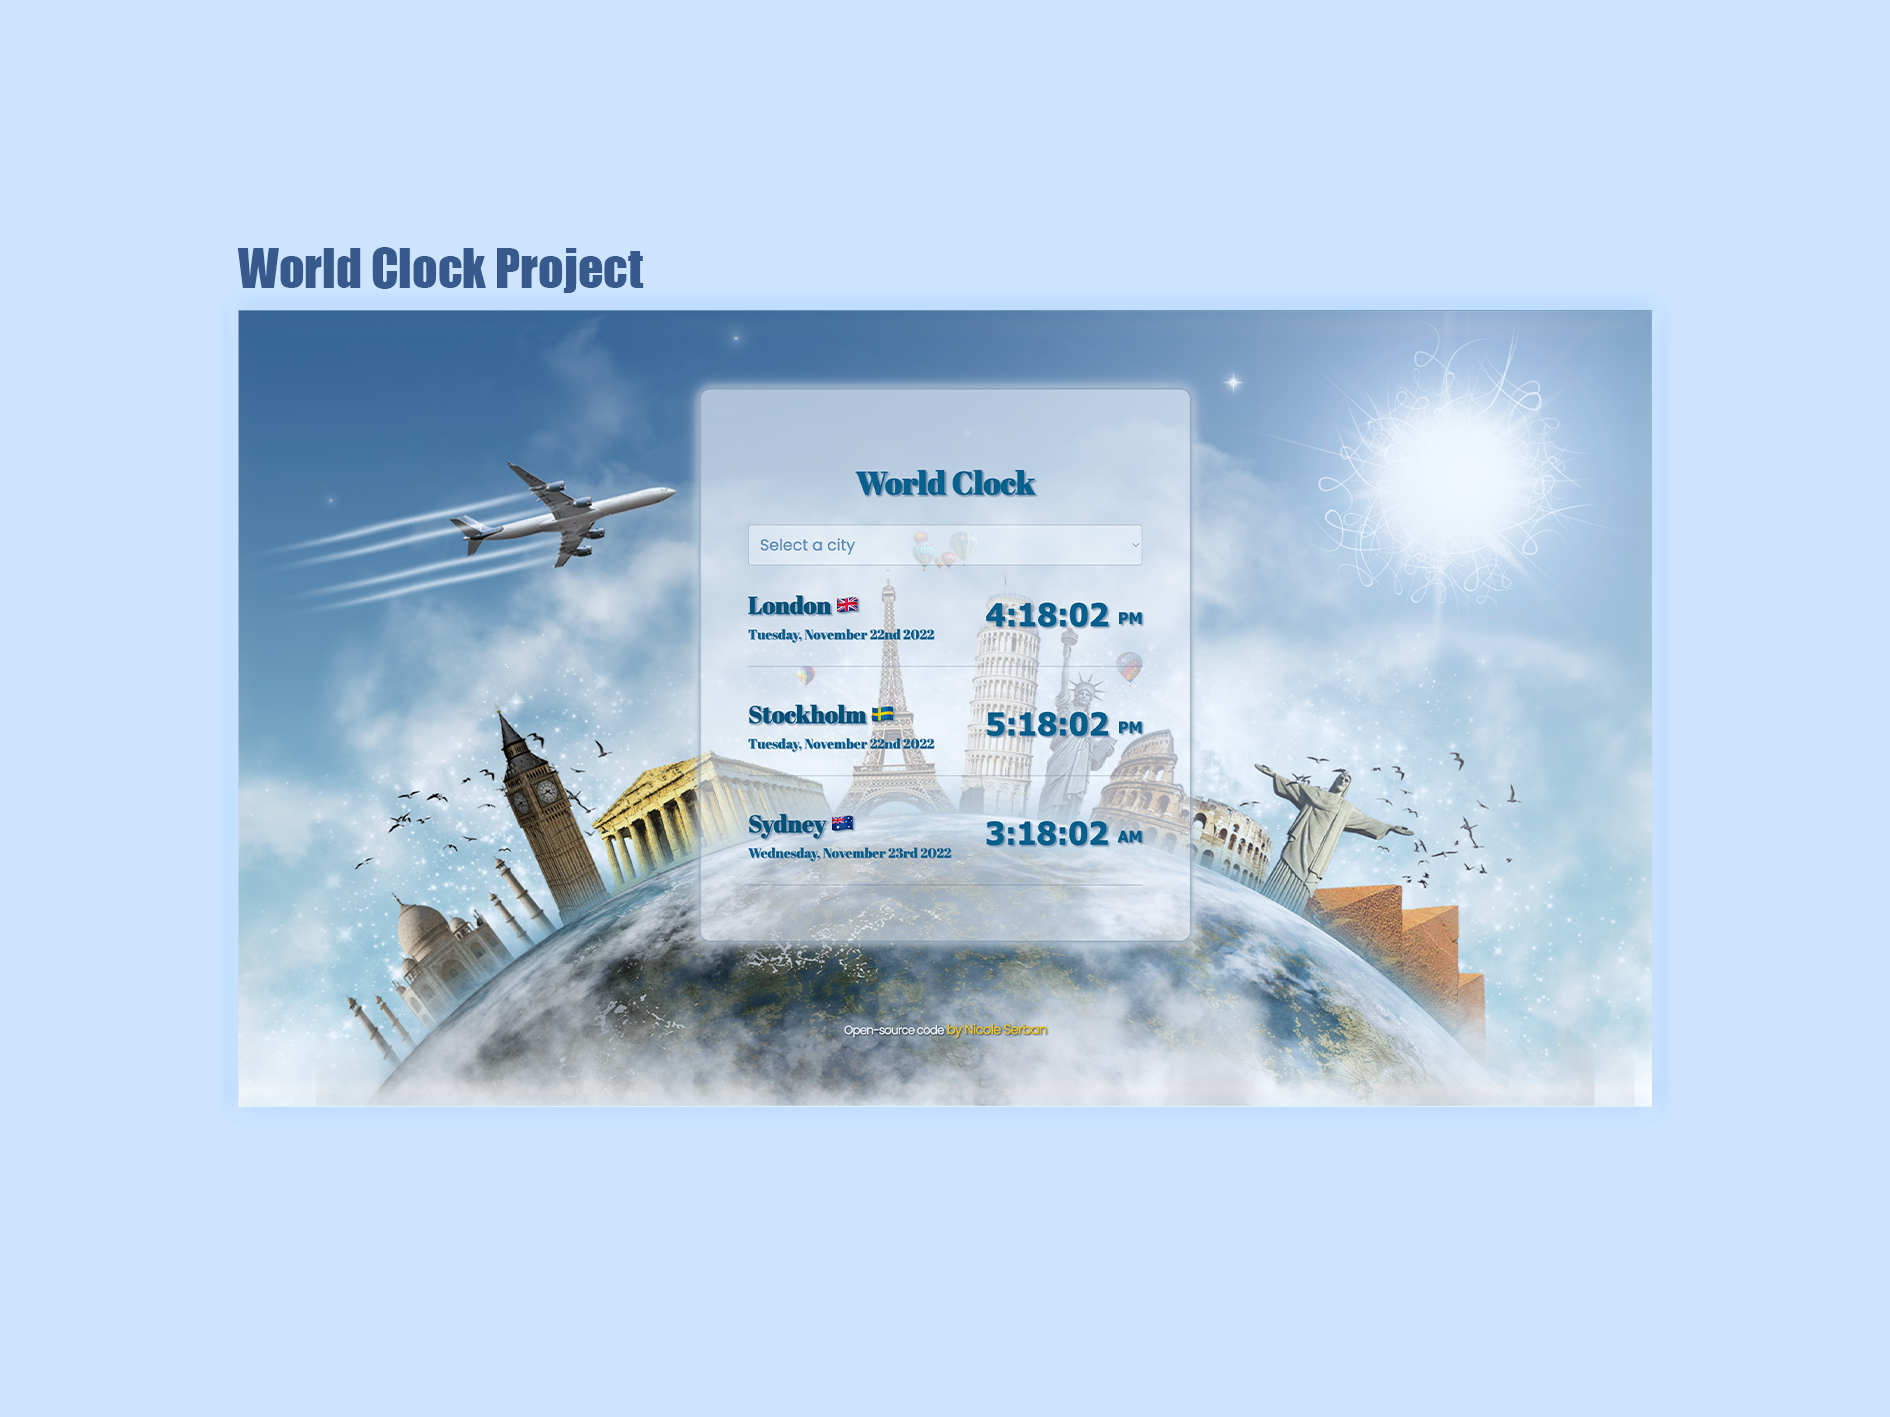 World Clock Project
World Clock
Select a city
London
4:18:02 PM
Tuesday, November 22nd 2022
Stockholm
5:18:02 PM
Tuesday, November 22nd 2022
Sydney
3:18:02 AM
Wednesday, November 23rd 2022
Open-source code by Nicole Serban